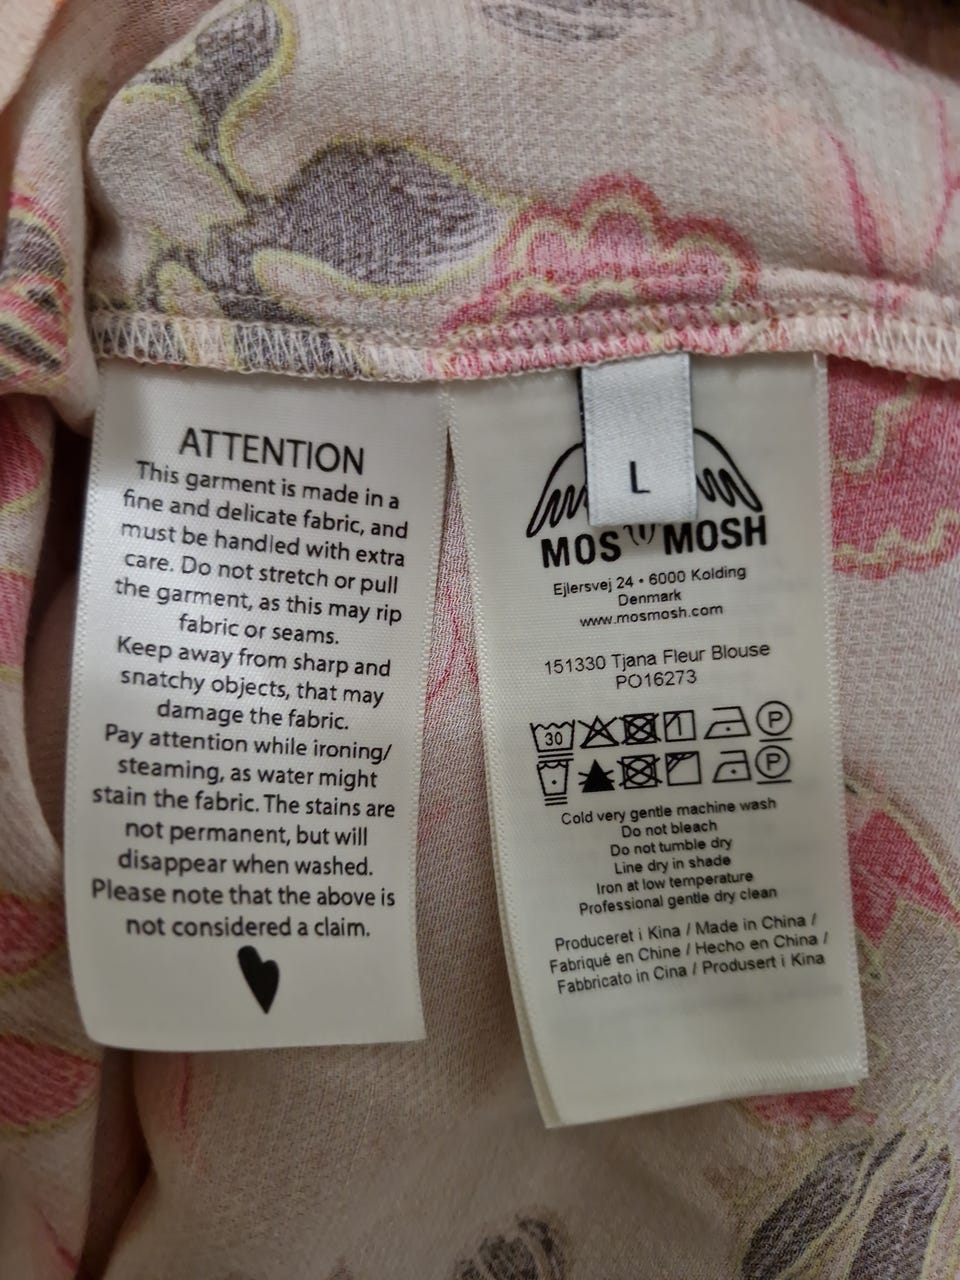 ATTENTION
This garment is made in a
fine and delicate fabric, and
must be handled with extra
care. Do not stretch or pull
the garment, as this may rip
fabric or seams.
Keep away from sharp and
snatchy objects, that may
damage the fabric.
Pay attention while ironing/
steaming, as water might
stain the fabric. The stains are
not permanent, but will
disappear when washed.
Please note that the above is
not considered a claim.
L
MOS MOSH
Ejlersvej 24 • 6000 Kolding
Denmark
www.mosmosh.com
151330 Tjana Fleur Blouse
PO16273
30 P
P
Cold very gentle machine wash
Do not bleach
Do not tumble dry
Line dry in shade
Iron at low temperature
Professional gentle dry clean
Produceret i Kina / Made in China /
Fabriqué en Chine / Hecho en China /
Fabbricato in Cina / Produsert i Kina